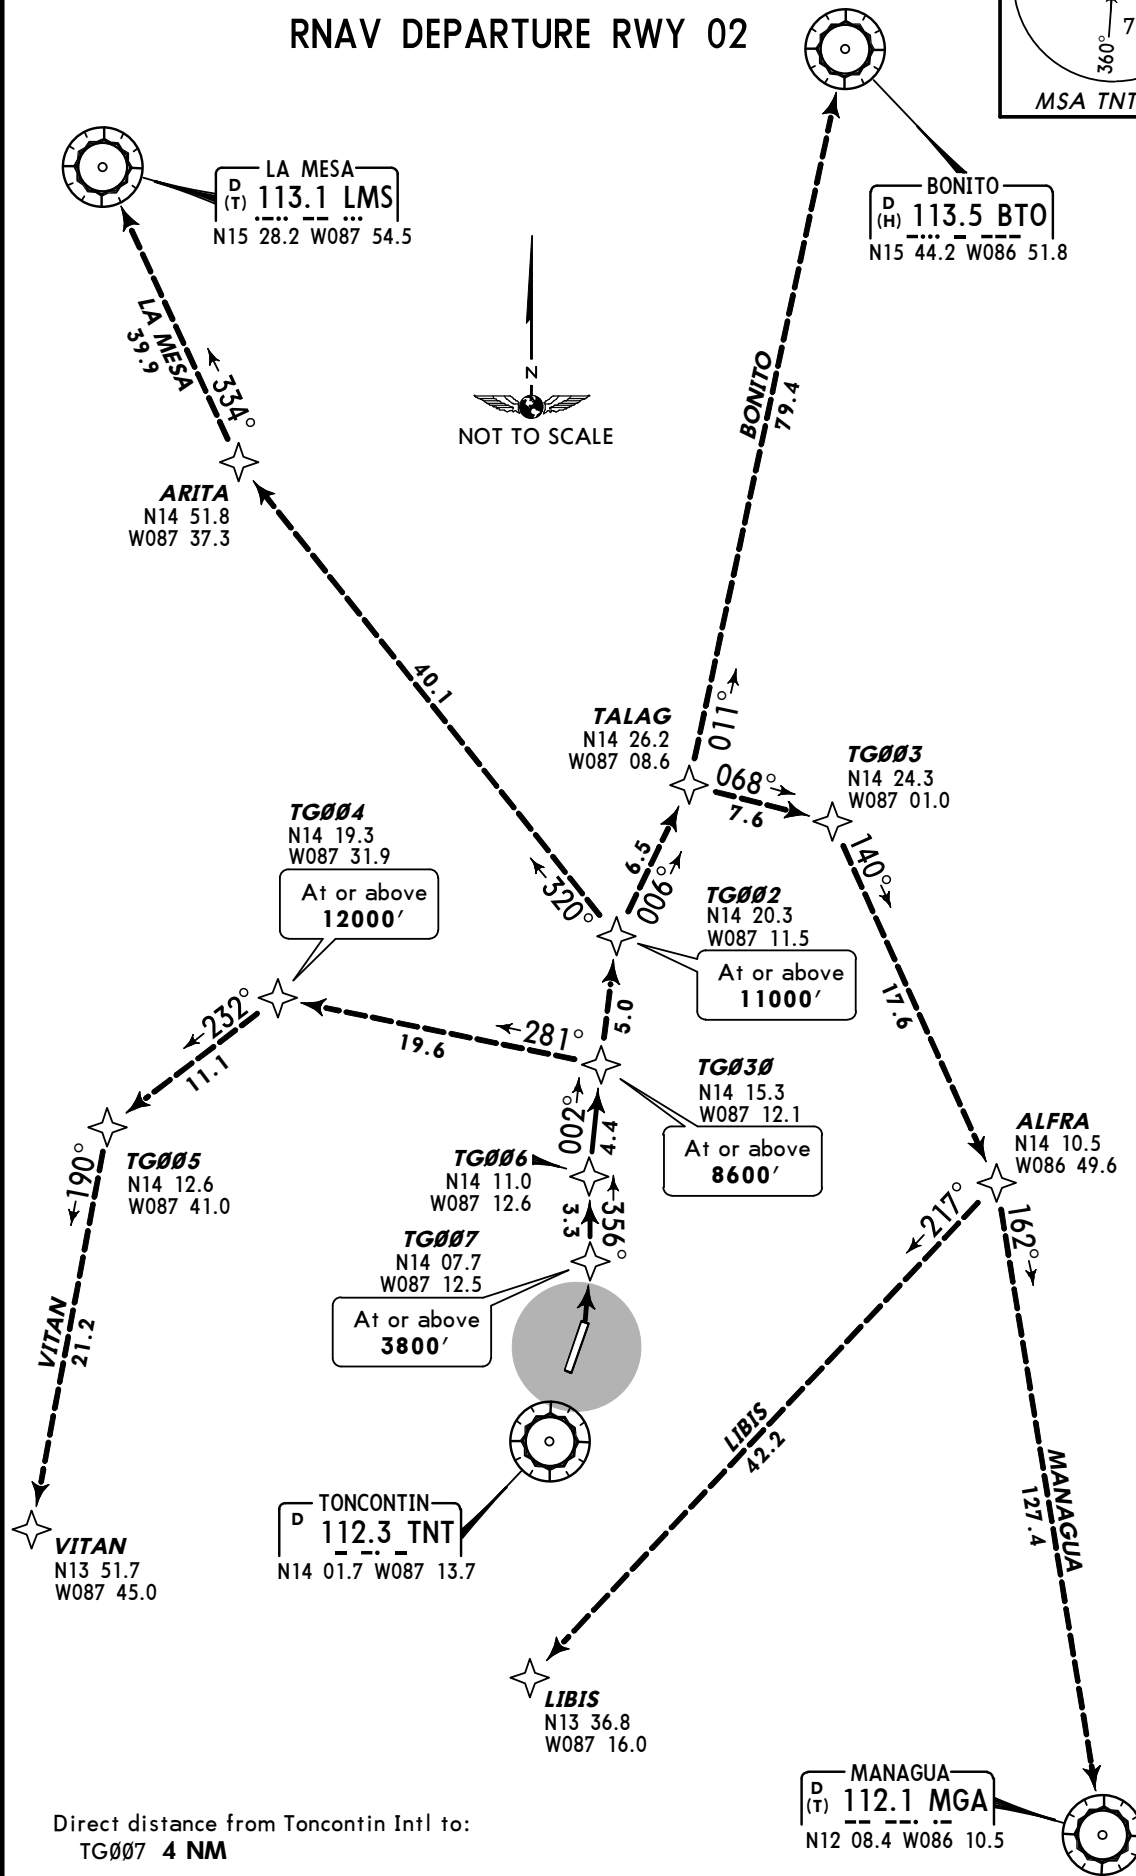 RNAV DEPARTURE RWY 02
360°
7
MSA TNT
LA MESA
D
(T) 113.1 LMS
N15 28.2 W087 54.5
BONITO
D
(H) 113.5 BTO
N15 44.2 W086 51.8
N
NOT TO SCALE
LA MESA
39.9
334°
BONITO
79.4
ARITA
N14 51.8
W087 37.3
40.1
011°
TALAG
N14 26.2
W087 08.6
068°
7.6
TGØØ3
N14 24.3
W087 01.0
TGØØ4
N14 19.3
W087 31.9
At or above
12000′
320°
6.5
006°
140°
TGØØ2
N14 20.3
W087 11.5
At or above
11000′
17.6
232°
11.1
281°
19.6
5.0
TGØ3Ø
N14 15.3
W087 12.1
At or above
8600′
002°
4.4
190°
TGØØ5
N14 12.6
W087 41.0
TGØØ6
N14 11.0
W087 12.6
356°
3.3
ALFRA
N14 10.5
W086 49.6
217°
162°
TGØØ7
N14 07.7
W087 12.5
At or above
3800′
VITAN
21.2
LIBIS
42.2
MANAGUA
127.4
TONCONTIN
D 112.3 TNT
N14 01.7 W087 13.7
VITAN
N13 51.7
W087 45.0
LIBIS
N13 36.8
W087 16.0
MANAGUA
D
(T) 112.1 MGA
N12 08.4 W086 10.5
Direct distance from Toncontin Intl to:
TGØØ7 4 NM